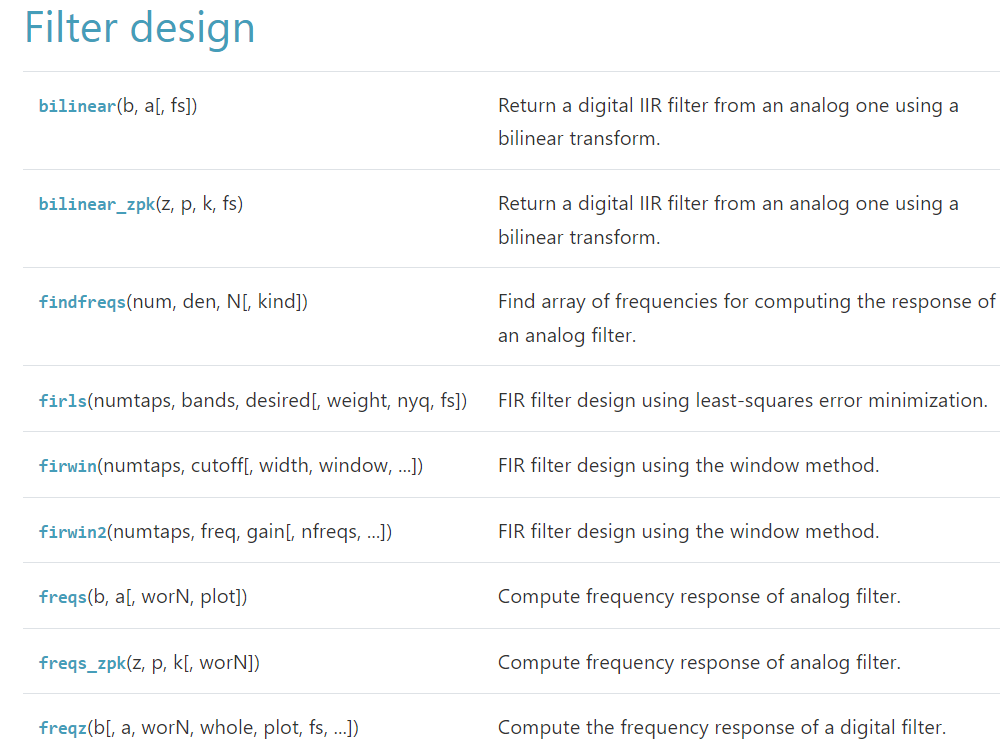 Filter design
bilinear(b, a[, fs])
Return a digital IIR filter from an analog one using a
bilinear transform.
bilinear_zpk(z, p, k, fs)
Return a digital IIR filter from an analog one using a
bilinear transform.
findfreqs(num, den, N[, kind])
Find array of frequencies for computing the response of
an analog filter.
firls(numtaps, bands, desired[, weight, nyq, fs])
FIR filter design using least-squares error minimization.
firwin(numtaps, cutoff[, width, window, ...])
FIR filter design using the window method.
firwin2(numtaps, freq, gain[, nfreqs, ...])
FIR filter design using the window method.
freqs(b, a[, worN, plot])
Compute frequency response of analog filter.
freqs_zpk(z, p, k[, worN])
Compute frequency response of analog filter.
freqz(b[, a, worN, whole, plot, fs, ...])
Compute the frequency response of a digital filter.